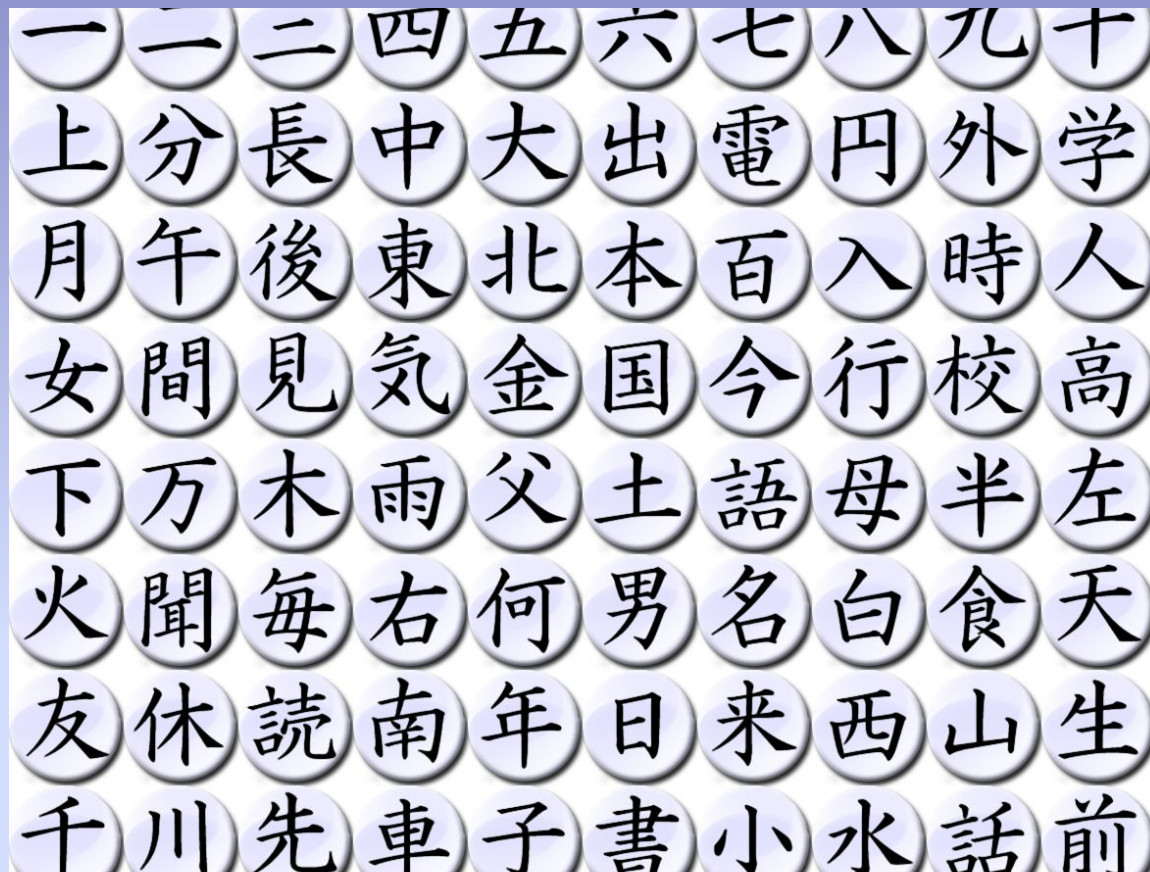 一 二 三 四 五 六 七 八 九 十
上 分 長 中 大 出 電 円 外 学
月 午 後 東 北 本 百 入 時 人
女 間 見 気 金 国 今 行 校 高
下 万 木 雨 父 土 語 母 半 左
火 聞 毎 右 何 男 名 白 食 天
友 休 読 南 年 日 来 西 山 生
千 川 先 車 子 書 小 水 話 前